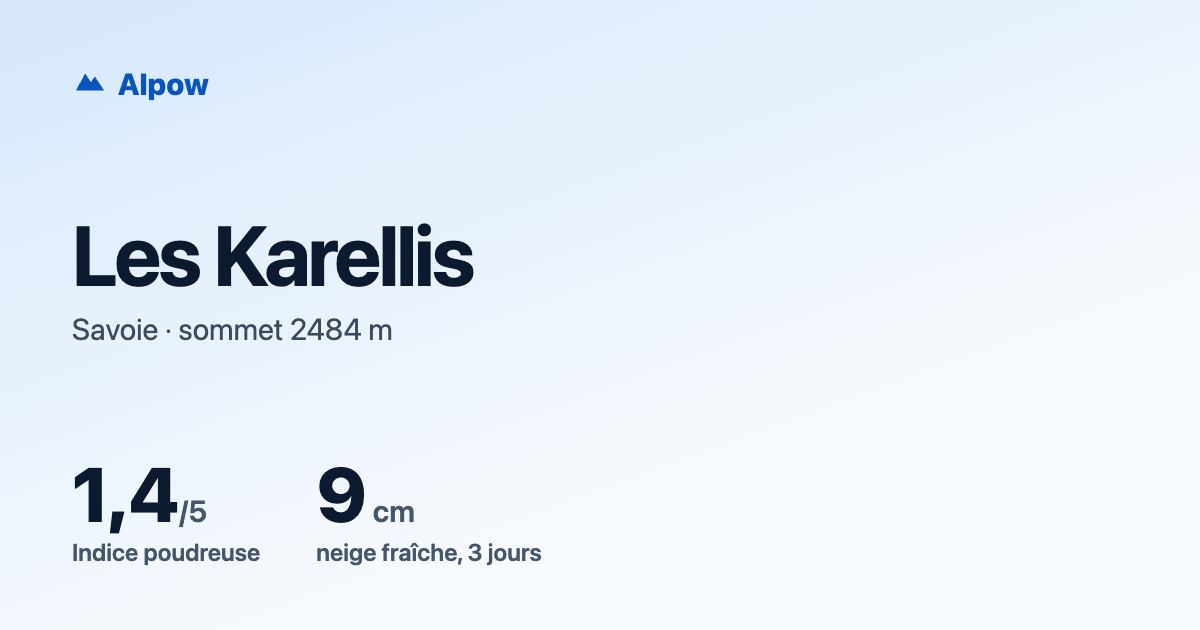 Alpow
Les Karellis
Savoie · sommet 2484 m
1,4/5
Indice poudreuse
9 cm
neige fraîche, 3 jours